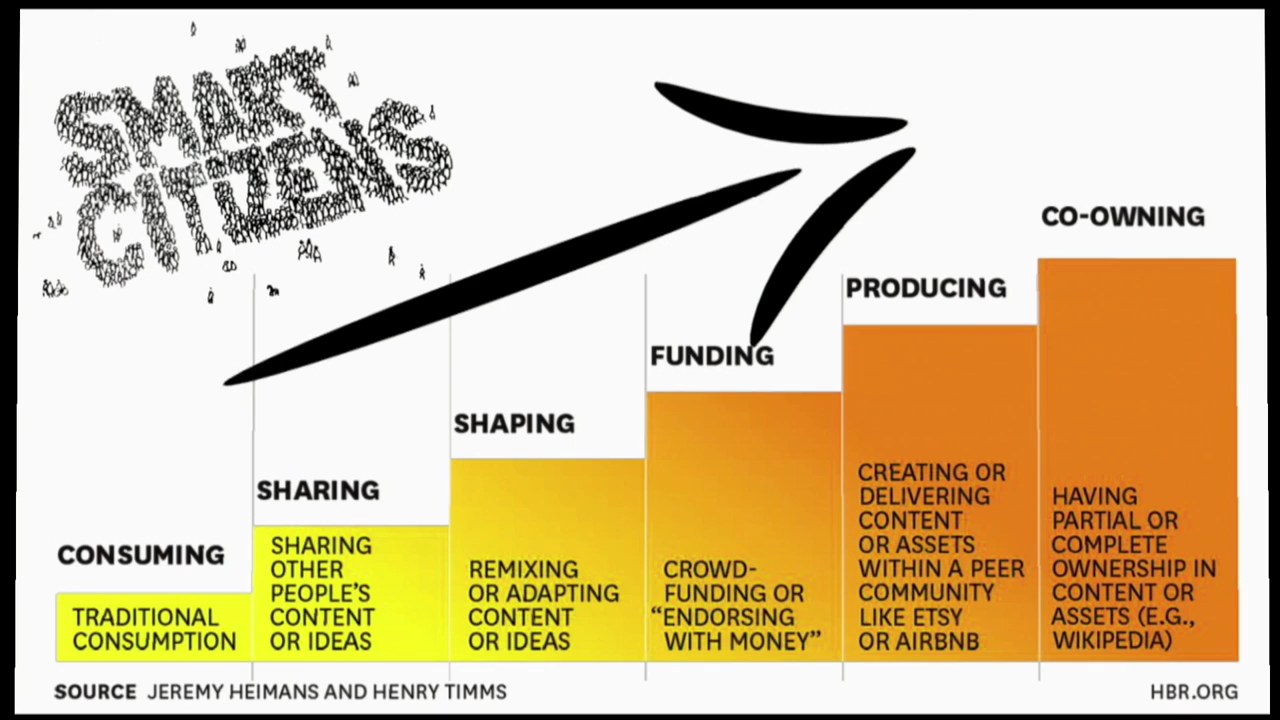 SMART
CITIZENS
CONSUMING
TRADITIONAL
CONSUMPTION
SHARING
SHARING
OTHER
PEOPLE'S
CONTENT
OR IDEAS
SHAPING
REMIXING
OR ADAPTING
CONTENT
OR IDEAS
FUNDING
CROWD-
FUNDING OR
“ENDORSING
WITH MONEY”
PRODUCING
CREATING OR
DELIVERING
CONTENT
OR ASSETS
WITHIN A PEER
COMMUNITY
LIKE ETSY
OR AIRBNB
CO-OWNING
HAVING
PARTIAL OR
COMPLETE
OWNERSHIP IN
CONTENT OR
ASSETS (E.G.,
WIKIPEDIA)
SOURCE JEREMY HEIMANS AND HENRY TIMMS
HBR.ORG